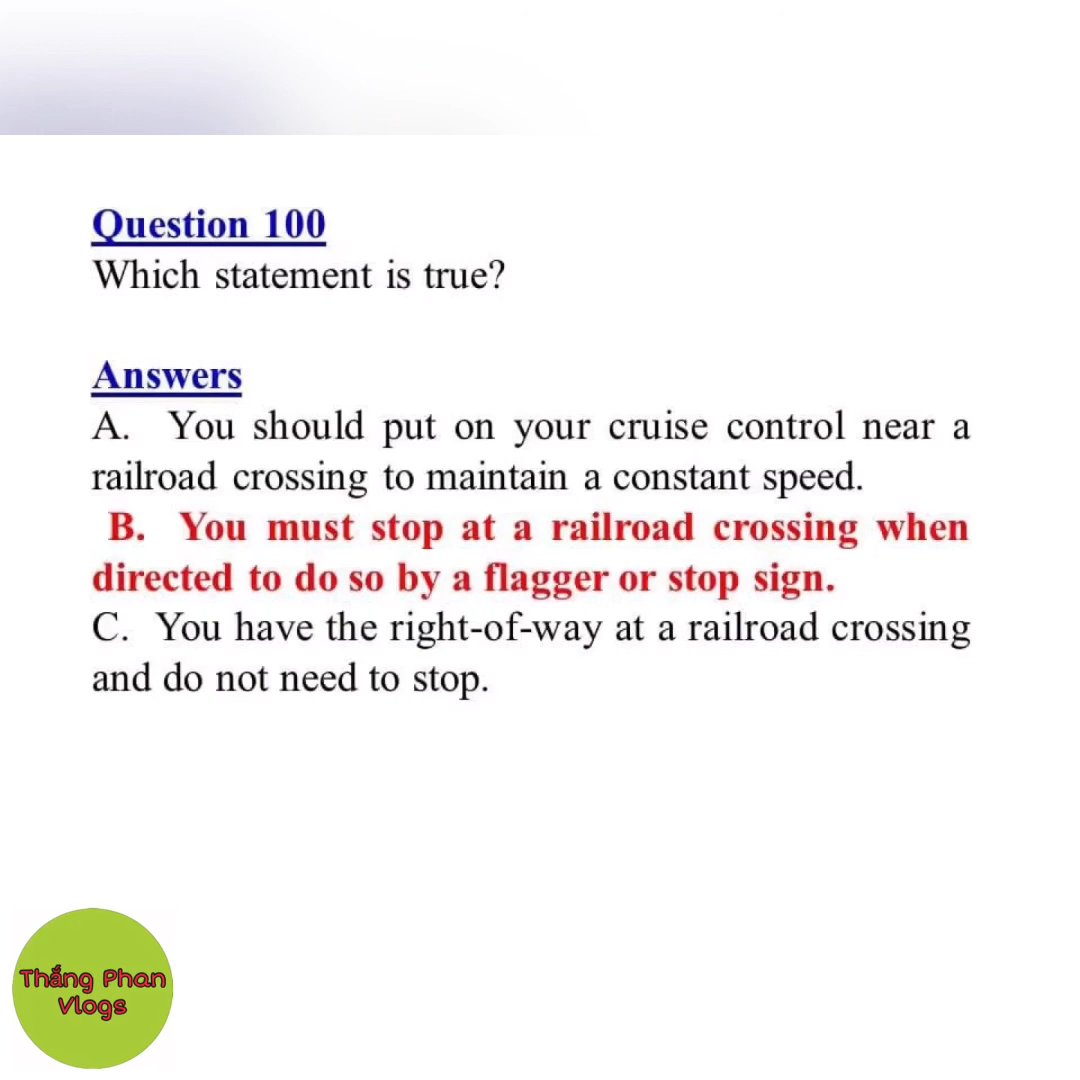 Question 100
Which statement is true?
Answers
A. You should put on your cruise control near a
railroad crossing to maintain a constant speed.
B. You must stop at a railroad crossing when
directed to do so by a flagger or stop sign.
C. You have the right-of-way at a railroad crossing
and do not need to stop.
Thắng Phan
Vlogs